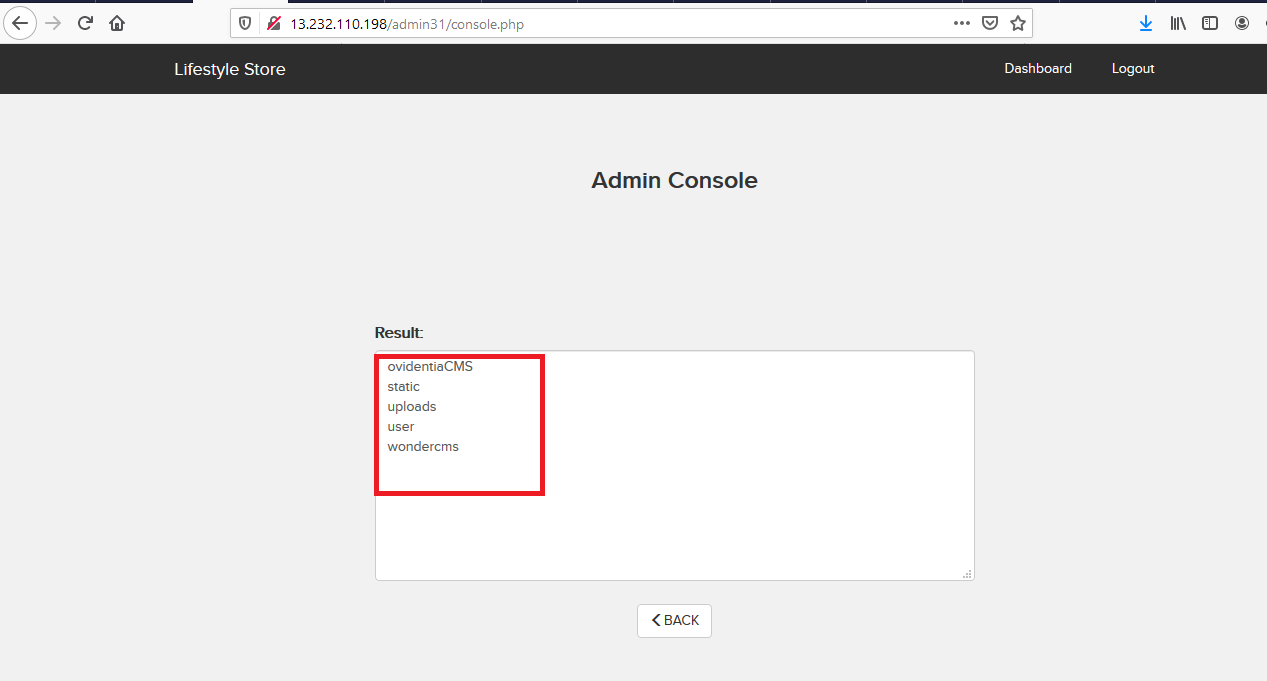 13.232.110.198/admin31/console.php
Lifestyle Store Dashboard Logout
Admin Console
Result:
ovidentiaCMS
static
uploads
user
wondercms
BACK